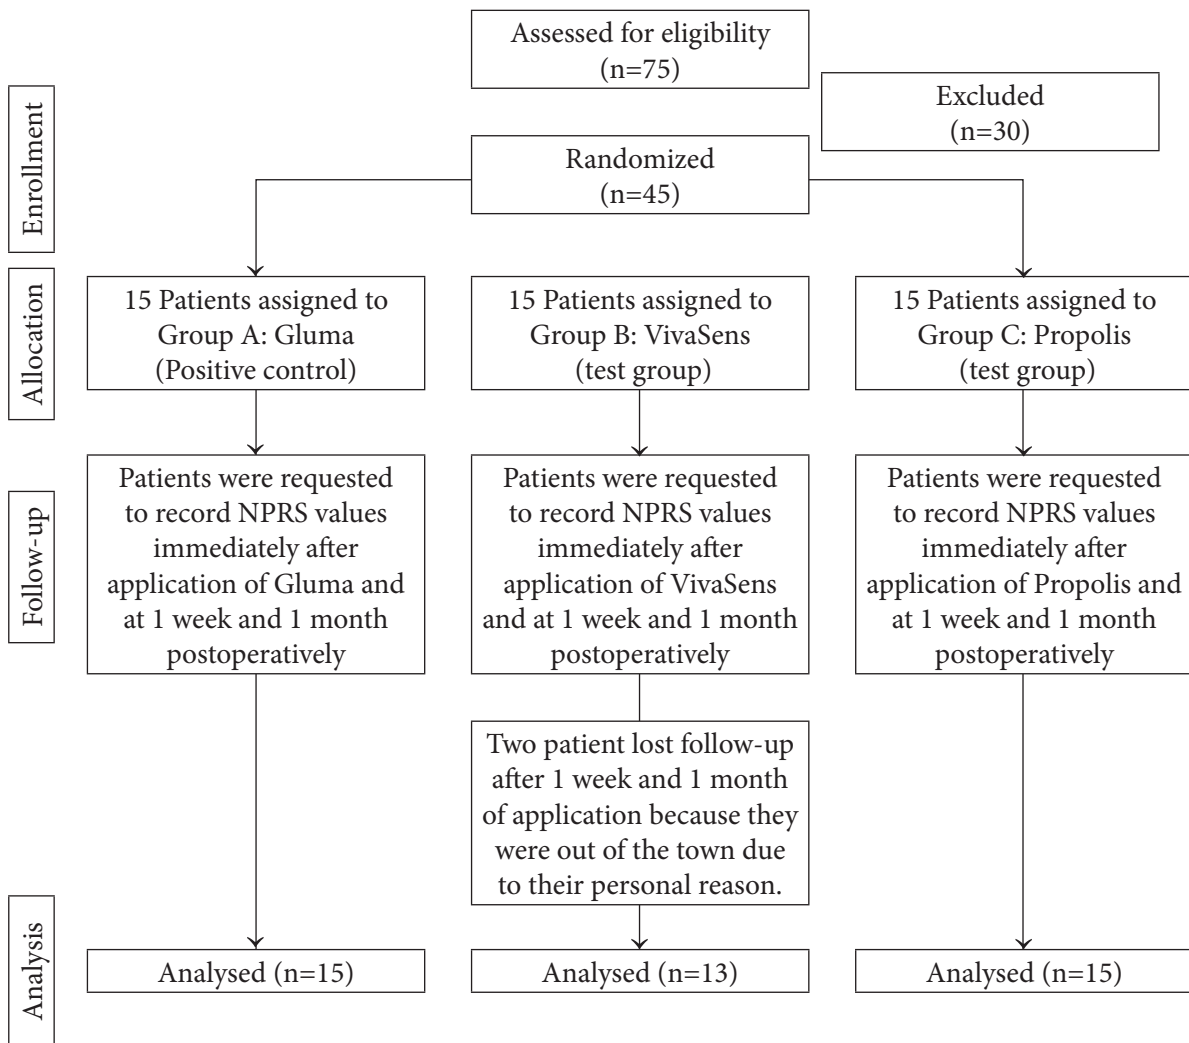 Assessed for eligibility
(n=75)
Excluded
(n=30)
Enrollment
Randomized
(n=45)
Allocation
15 Patients assigned to
Group A: Gluma
(Positive control)
15 Patients assigned to
Group B: VivaSens
(test group)
15 Patients assigned to
Group C: Propolis
(test group)
Follow-up
Patients were requested
to record NPRS values
immediately after
application of Gluma and
at 1 week and 1 month
postoperatively
Patients were requested
to record NPRS values
immediately after
application of VivaSens
and at 1 week and 1 month
postoperatively
Patients were requested
to record NPRS values
immediately after
application of Propolis and
at 1 week and 1 month
postoperatively
Two patient lost follow-up
after 1 week and 1 month
of application because they
were out of the town due
to their personal reason.
Analysis
Analysed (n=15)
Analysed (n=13)
Analysed (n=15)